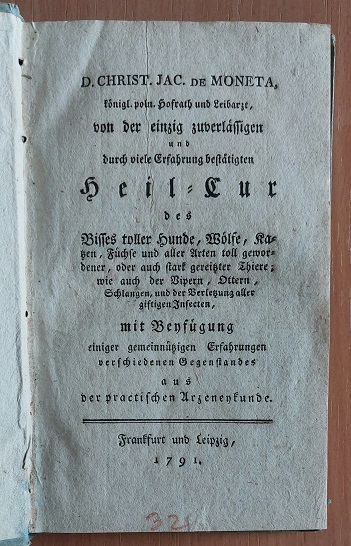 D. CHRIST. JAC. DE MONETA,
königl. poln. Hofrath und Leibarzt,
von der einzig zuverläſſigen
und
durch viele Erfahrung beſtätigten
Heil-Cur
des
Biſſes toller Hunde, Wölfe, Ka-
tzen, Füchſe und aller Arten toll gewor-
dener, oder auch ſtark gereitzter Thiere;
wie auch der Vipern, Ottern,
Schlangen, und der Verletzung aller
giftigen Inſecten,
mit Beyfügung
einiger gemeinnützigen Erfahrungen
verſchiedenen Gegenſtandes
aus
der practiſchen Arzeneykunde.
Frankfurt und Leipzig,
1791.